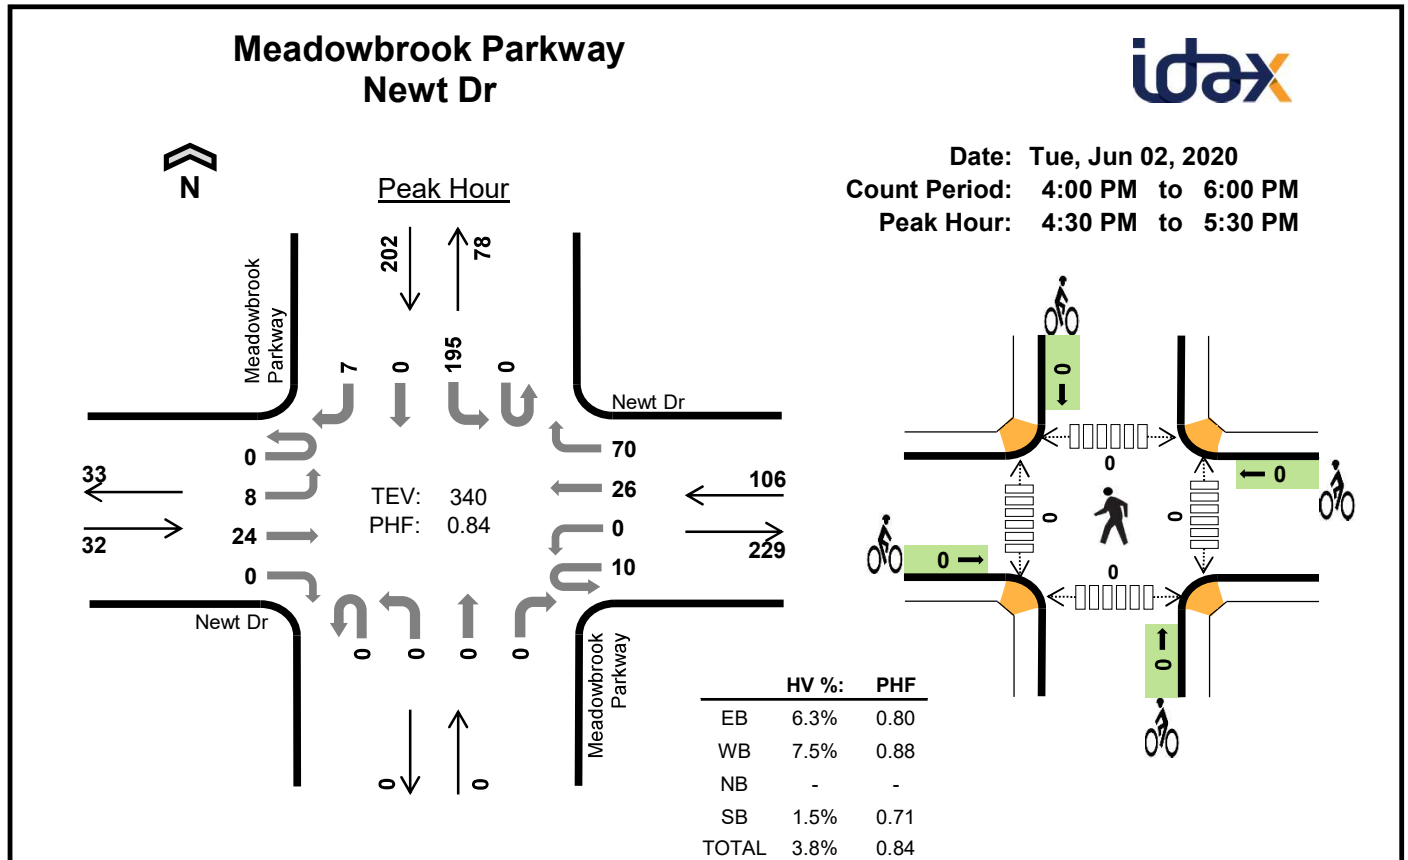 Meadowbrook Parkway
Newt Dr
idax
N
Peak Hour
Date: Tue, Jun 02, 2020
Count Period: 4:00 PM to 6:00 PM
Peak Hour: 4:30 PM to 5:30 PM
202
78
Meadowbrook
Parkway
7
0
195
0
Newt Dr
0
8
24
0
33
32
TEV: 340
PHF: 0.84
70
26
0
10
106
229
Newt Dr
0
0
0
0
Meadowbrook
Parkway
0
0
0
0
0
0
0
0
0
0
HV %: PHF
EB 6.3% 0.80
WB 7.5% 0.88
NB - -
SB 1.5% 0.71
TOTAL 3.8% 0.84